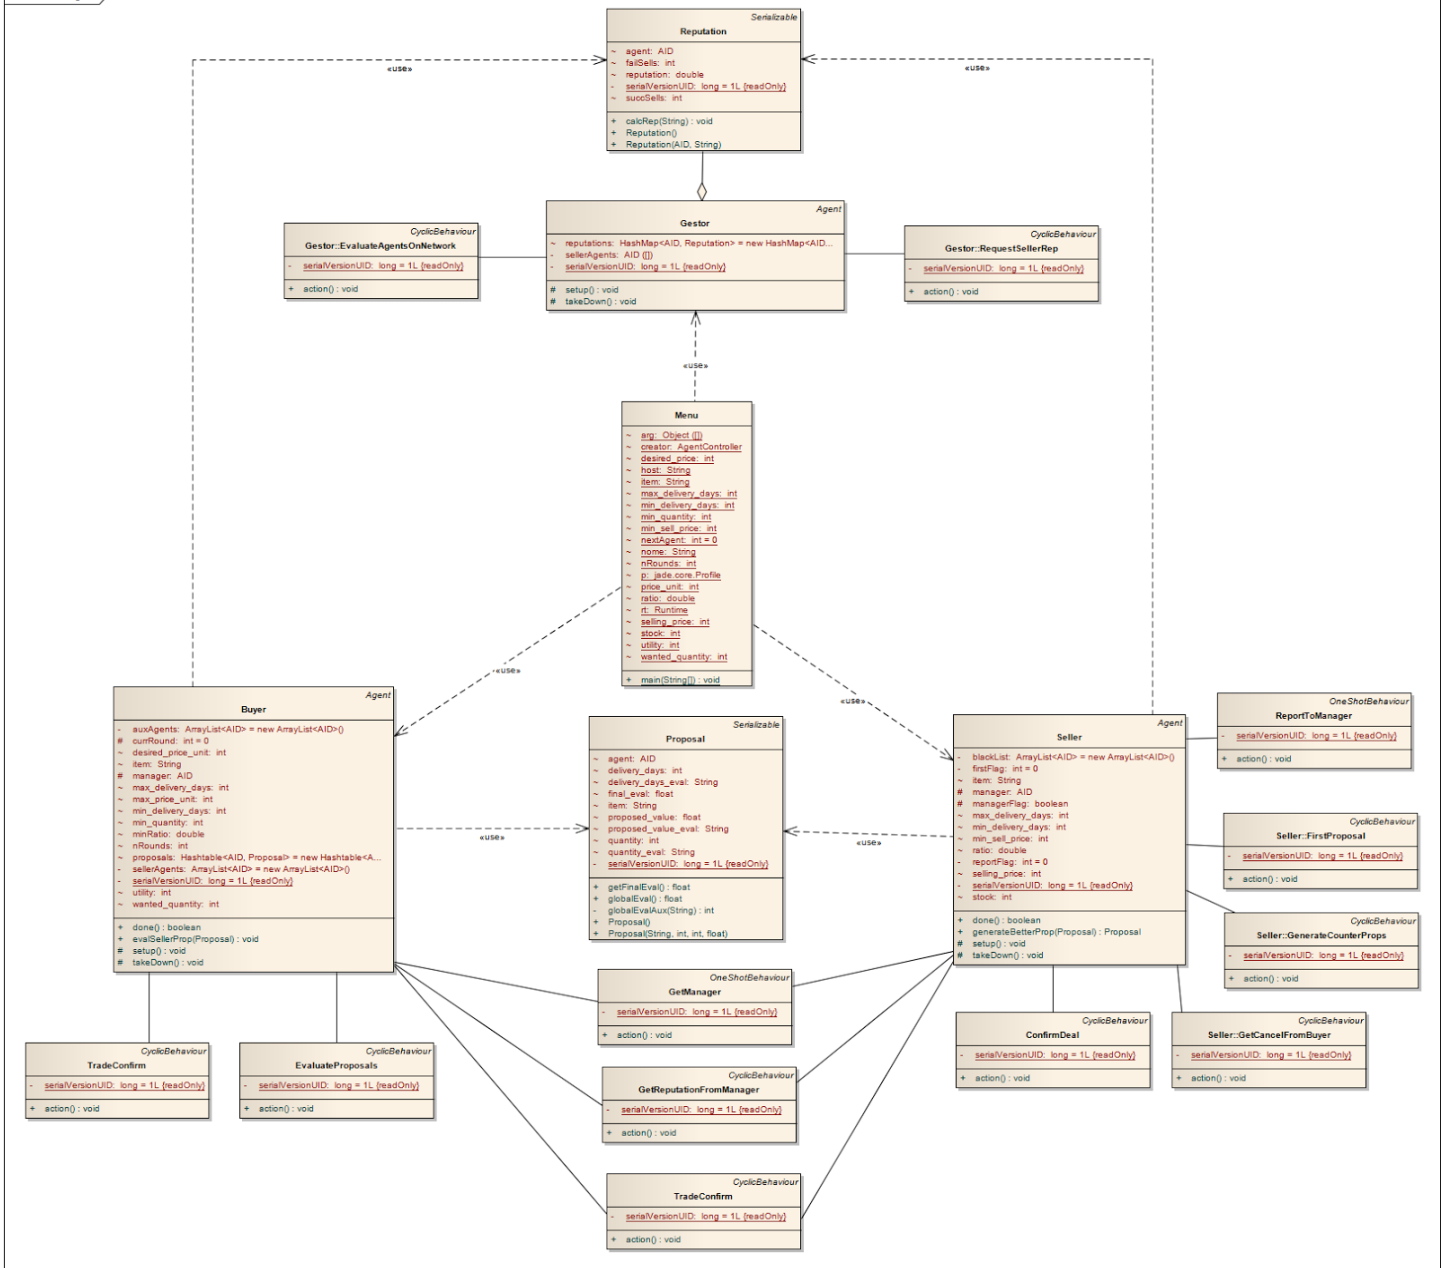 Serializable
Reputation
~ agent: AID
~ failSells: int
~ reputation: double
- serialVersionUID: long = 1L {readOnly}
~ succSells: int
+ calcRep(String) : void
+ Reputation()
+ Reputation(AID, String)
«use»
«use»
Agent
Gestor
~ reputations: HashMap<AID, Reputation> = new HashMap<AID...
- sellerAgents: AID ([])
- serialVersionUID: long = 1L {readOnly}
# setup() : void
# takeDown() : void
CyclicBehaviour
Gestor::EvaluateAgentsOnNetwork
- serialVersionUID: long = 1L {readOnly}
+ action() : void
CyclicBehaviour
Gestor::RequestSellerRep
- serialVersionUID: long = 1L {readOnly}
+ action() : void
«use»
Menu
~ arg: Object ([])
~ creator: AgentController
~ desired_price: int
~ host: String
~ item: String
~ max_delivery_days: int
~ min_delivery_days: int
~ min_quantity: int
~ min_sell_price: int
~ nextAgent: int = 0
~ nome: String
~ nRounds: int
~ p: jade.core.Profile
~ price_unit: int
~ ratio: double
~ rt: Runtime
~ selling_price: int
~ stock: int
~ utility: int
~ wanted_quantity: int
+ main(String[]) : void
«use»
«use»
Agent
Buyer
- auxAgents: ArrayList<AID> = new ArrayList<AID>()
# currRound: int = 0
~ desired_price_unit: int
~ item: String
# manager: AID
~ max_delivery_days: int
~ max_price_unit: int
~ min_delivery_days: int
~ min_quantity: int
~ minRatio: double
~ nRounds: int
~ proposals: Hashtable<AID, Proposal> = new Hashtable<A...
- sellerAgents: ArrayList<AID> = new ArrayList<AID>()
- serialVersionUID: long = 1L {readOnly}
~ utility: int
~ wanted_quantity: int
+ done() : boolean
+ evalSellerProp(Proposal) : void
# setup() : void
# takeDown() : void
«use»
Serializable
Proposal
~ agent: AID
~ delivery_days: int
~ delivery_days_eval: String
~ final_eval: float
~ item: String
~ proposed_value: float
~ proposed_value_eval: String
~ quantity: int
~ quantity_eval: String
- serialVersionUID: long = 1L {readOnly}
+ getFinalEval() : float
+ globalEval() : float
- globalEvalAux(String) : int
+ Proposal()
+ Proposal(String, int, int, float)
«use»
Agent
Seller
- blackList: ArrayList<AID> = new ArrayList<AID>()
- firstFlag: int = 0
~ item: String
# manager: AID
# managerFlag: boolean
~ max_delivery_days: int
~ min_delivery_days: int
~ min_sell_price: int
~ ratio: double
- reportFlag: int = 0
~ selling_price: int
- serialVersionUID: long = 1L {readOnly}
~ stock: int
+ done() : boolean
+ generateBetterProp(Proposal) : Proposal
# setup() : void
# takeDown() : void
OneShotBehaviour
ReportToManager
- serialVersionUID: long = 1L {readOnly}
+ action() : void
CyclicBehaviour
Seller::FirstProposal
- serialVersionUID: long = 1L {readOnly}
+ action() : void
CyclicBehaviour
Seller::GenerateCounterProps
- serialVersionUID: long = 1L {readOnly}
+ action() : void
CyclicBehaviour
TradeConfirm
- serialVersionUID: long = 1L {readOnly}
+ action() : void
CyclicBehaviour
EvaluateProposals
- serialVersionUID: long = 1L {readOnly}
+ action() : void
OneShotBehaviour
GetManager
- serialVersionUID: long = 1L {readOnly}
+ action() : void
CyclicBehaviour
ConfirmDeal
- serialVersionUID: long = 1L {readOnly}
+ action() : void
CyclicBehaviour
Seller::GetCancelFromBuyer
- serialVersionUID: long = 1L {readOnly}
+ action() : void
CyclicBehaviour
GetReputationFromManager
- serialVersionUID: long = 1L {readOnly}
+ action() : void
CyclicBehaviour
TradeConfirm
- serialVersionUID: long = 1L {readOnly}
+ action() : void